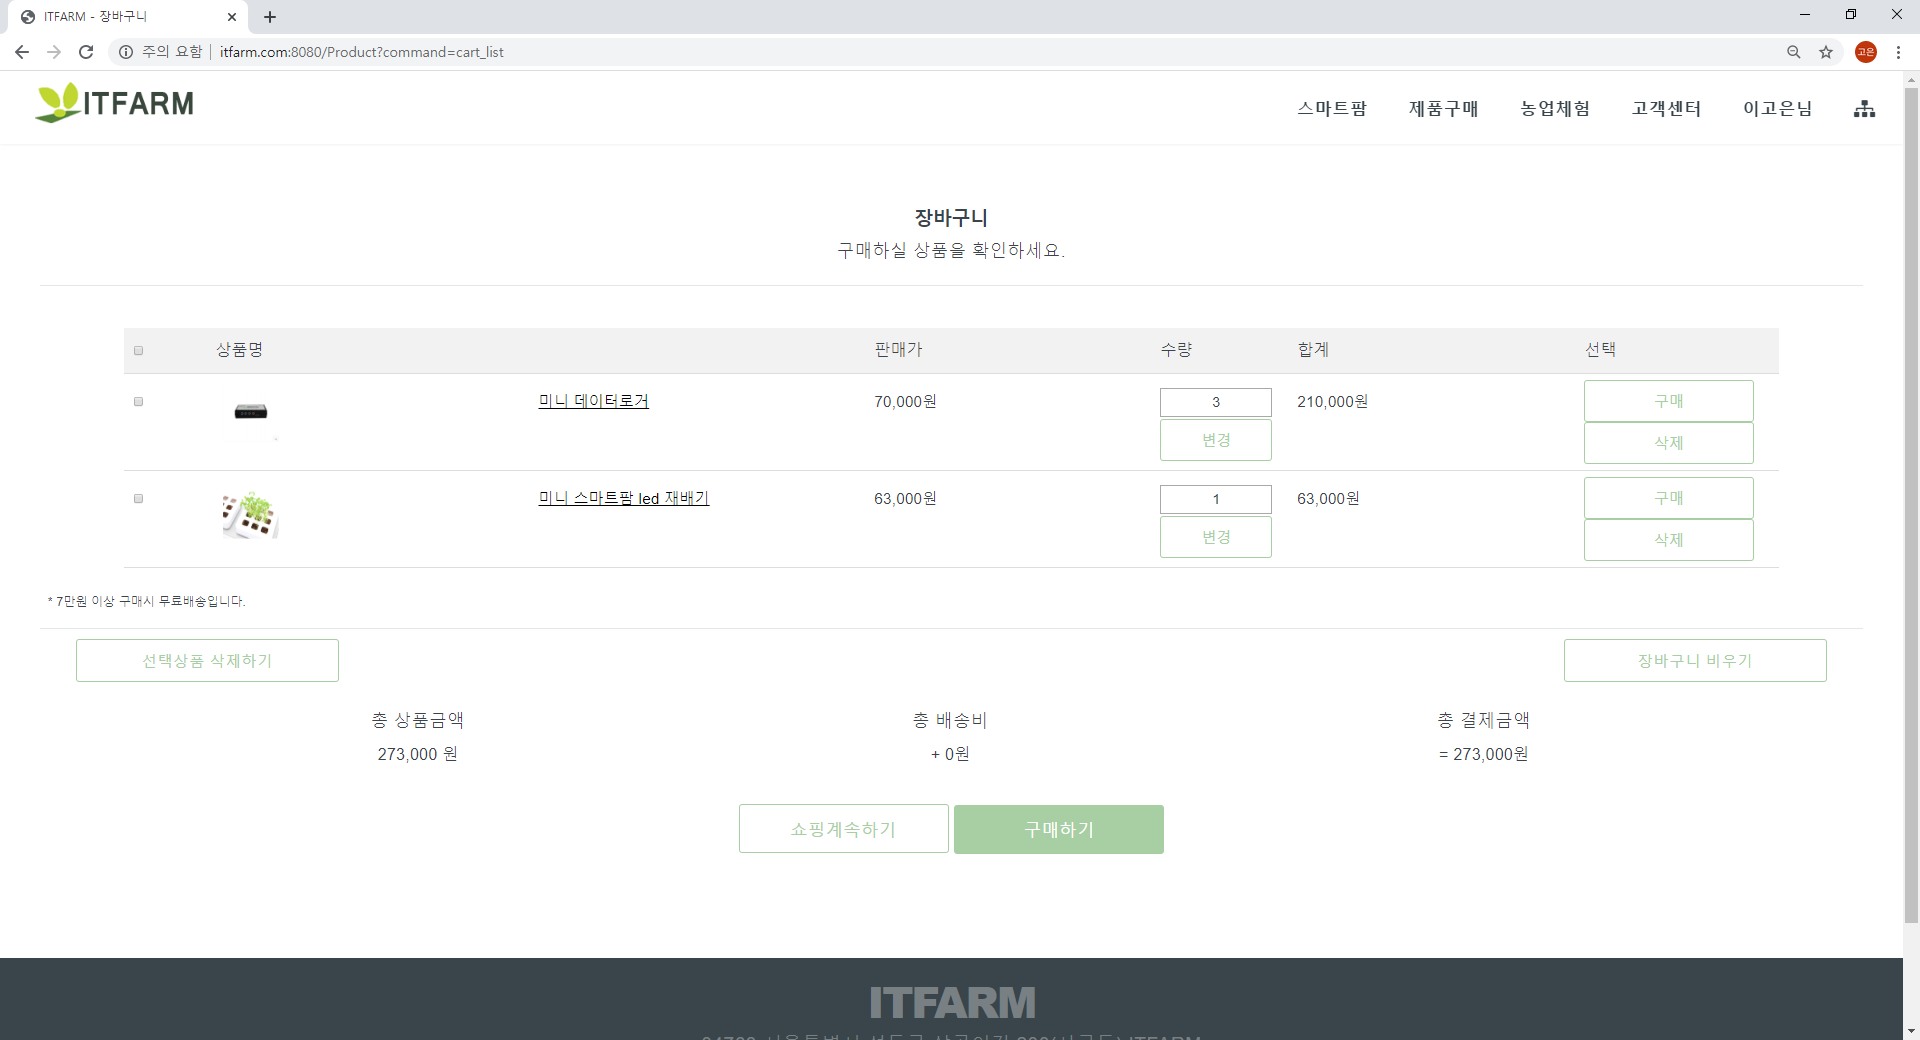 ITFARM - 장바구니
주의 요함 | itfarm.com:8080/Product?command=cart_list
고은
ITFARM
스마트팜 제품구매 농업체험 고객센터 이고은님
장바구니
구매하실 상품을 확인하세요.
상품명 판매가 수량 합계 선택
미니 데이터로거 70,000원 3 210,000원 구매
변경 삭제
미니 스마트팜 led 재배기 63,000원 1 63,000원 구매
변경 삭제
* 7만원 이상 구매시 무료배송입니다.
선택상품 삭제하기 장바구니 비우기
총 상품금액 총 배송비 총 결제금액
273,000 원 + 0원 = 273,000원
쇼핑계속하기 구매하기
ITFARM